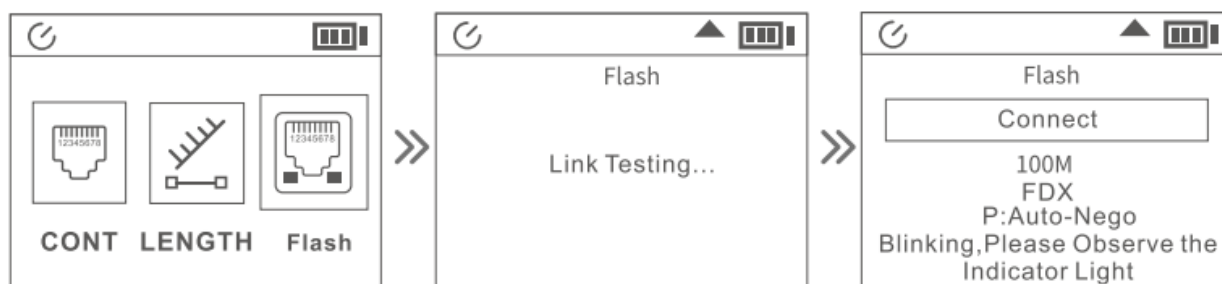 12345678
12345678
CONT LENGTH Flash
Flash
Link Testing...
Flash
Connect
100M
FDX
P:Auto-Nego
Blinking,Please Observe the
Indicator Light